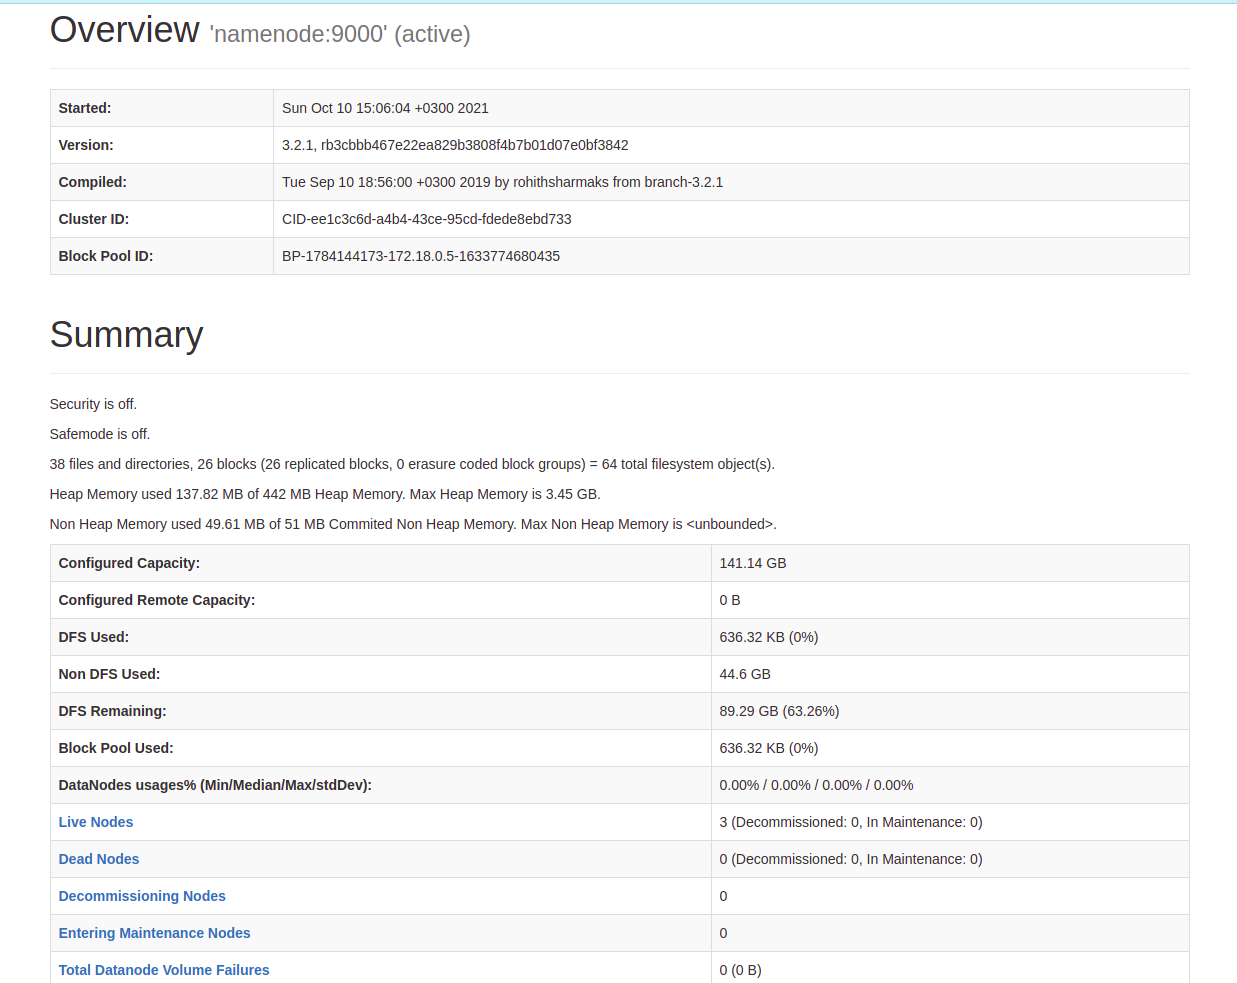 Overview 'namenode:9000' (active)
Started: Sun Oct 10 15:06:04 +0300 2021
Version: 3.2.1, rb3cbbb467e22ea829b3808f4b7b01d07e0bf3842
Compiled: Tue Sep 10 18:56:00 +0300 2019 by rohithsharmaks from branch-3.2.1
Cluster ID: CID-ee1c3c6d-a4b4-43ce-95cd-fdede8ebd733
Block Pool ID: BP-1784144173-172.18.0.5-1633774680435
Summary
Security is off.
Safemode is off.
38 files and directories, 26 blocks (26 replicated blocks, 0 erasure coded block groups) = 64 total filesystem object(s).
Heap Memory used 137.82 MB of 442 MB Heap Memory. Max Heap Memory is 3.45 GB.
Non Heap Memory used 49.61 MB of 51 MB Commited Non Heap Memory. Max Non Heap Memory is <unbounded>.
Configured Capacity: 141.14 GB
Configured Remote Capacity: 0 B
DFS Used: 636.32 KB (0%)
Non DFS Used: 44.6 GB
DFS Remaining: 89.29 GB (63.26%)
Block Pool Used: 636.32 KB (0%)
DataNodes usages% (Min/Median/Max/stdDev): 0.00% / 0.00% / 0.00% / 0.00%
Live Nodes 3 (Decommissioned: 0, In Maintenance: 0)
Dead Nodes 0 (Decommissioned: 0, In Maintenance: 0)
Decommissioning Nodes 0
Entering Maintenance Nodes 0
Total Datanode Volume Failures 0 (0 B)